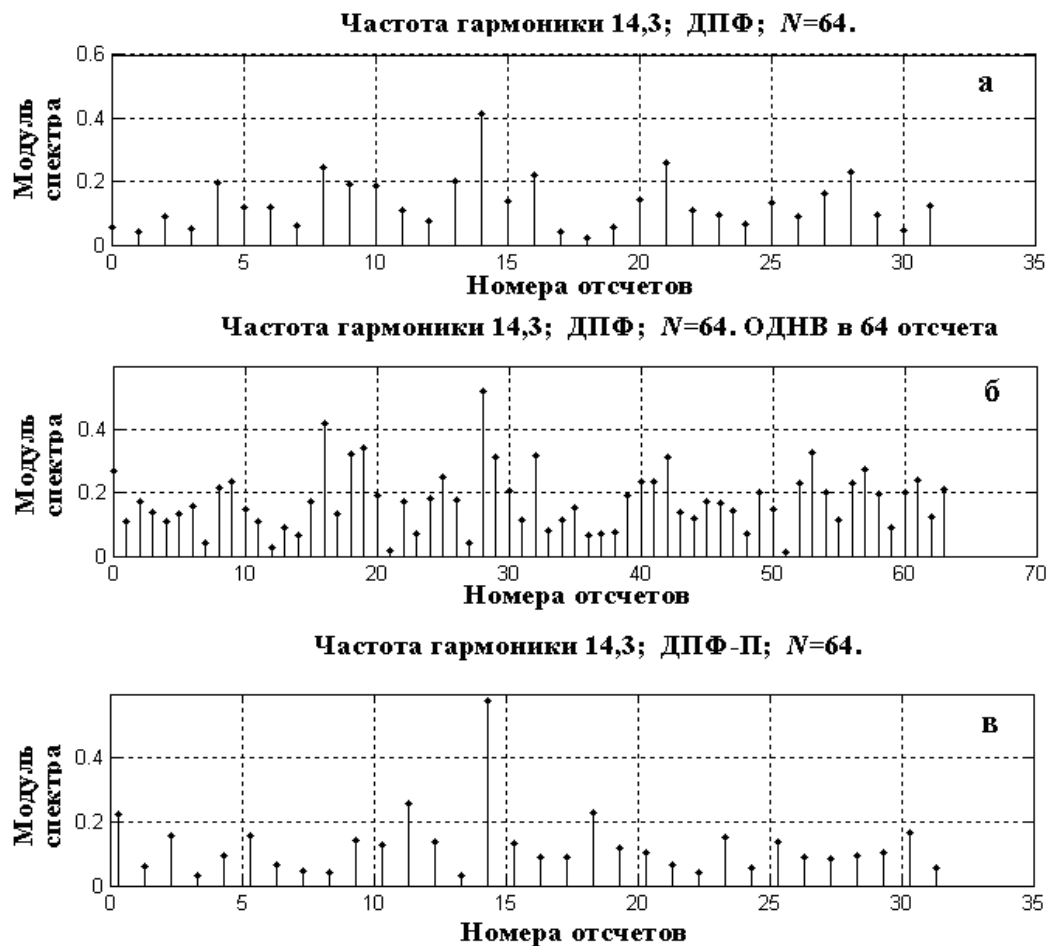 Частота гармоники 14,3; ДПФ; N=64.
а
0.6
0.4
0.2
0
Модуль
спектра
0 5 10 15 20 25 30 35
Номера отсчетов
Частота гармоники 14,3; ДПФ; N=64. ОДНВ в 64 отсчета
б
0.4
0.2
0
Модуль
спектра
0 10 20 30 40 50 60 70
Номера отсчетов
Частота гармоники 14,3; ДПФ-П; N=64.
в
0.4
0.2
0
Модуль
спектра
0 5 10 15 20 25 30 35
Номера отсчетов